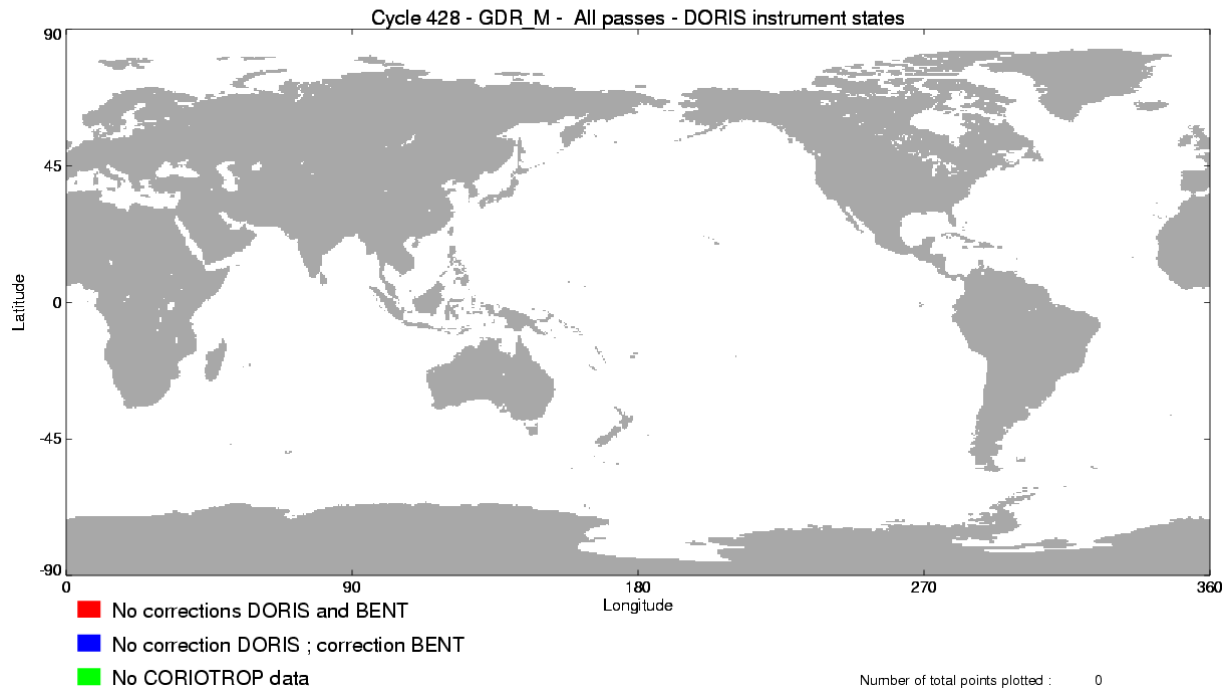 Cycle 428 - GDR_M - All passes - DORIS instrument states
90
45
0
-45
-90
Latitude
0 90 180 270 360
Longitude
No corrections DORIS and BENT
No correction DORIS ; correction BENT
No CORIOTROP data
Number of total points plotted : 0